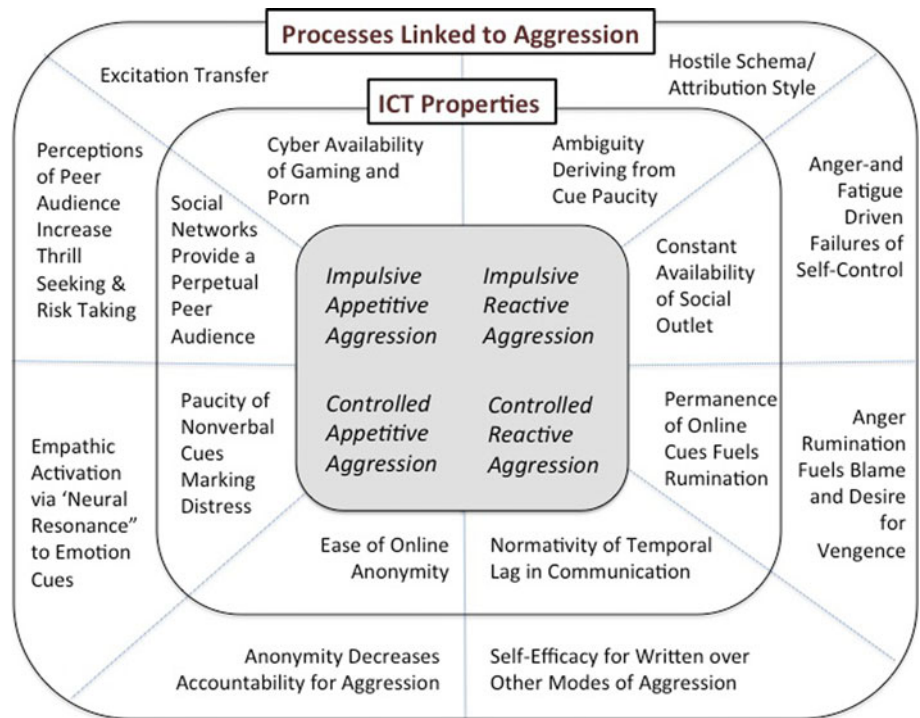 Processes Linked to Aggression
Excitation Transfer
Hostile Schema/
Attribution Style
ICT Properties
Perceptions
of Peer
Audience
Increase
Thrill
Seeking &
Risk Taking
Social
Networks
Provide a
Perpetual
Peer
Audience
Cyber Availability
of Gaming and
Porn
Ambiguity
Deriving from
Cue Paucity
Constant
Availability
of Social
Outlet
Anger-and
Fatigue
Driven
Failures of
Self-Control
Impulsive
Appetitive
Aggression
Impulsive
Reactive
Aggression
Controlled
Appetitive
Aggression
Controlled
Reactive
Aggression
Empathic
Activation
via ‘Neural
Resonance”
to Emotion
Cues
Paucity of
Nonverbal
Cues
Marking
Distress
Permanence
of Online
Cues Fuels
Rumination
Anger
Rumination
Fuels Blame
and Desire
for
Vengence
Ease of Online
Anonymity
Normativity of Temporal
Lag in Communication
Anonymity Decreases
Accountability for Aggression
Self-Efficacy for Written over
Other Modes of Aggression